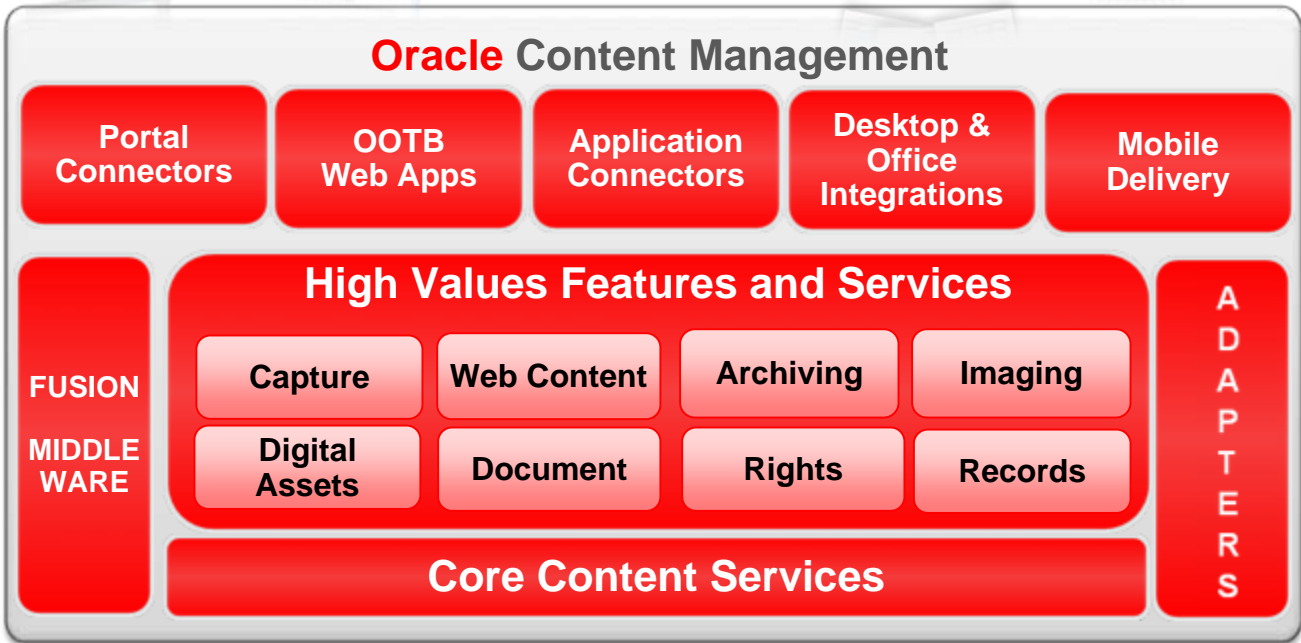 Oracle Content Management
Portal
Connectors
OOTB
Web Apps
Application
Connectors
Desktop &
Office
Integrations
Mobile
Delivery
FUSION
MIDDLE
WARE
High Values Features and Services
Capture
Web Content
Archiving
Imaging
Digital
Assets
Document
Rights
Records
Core Content Services
A
D
A
P
T
E
R
S